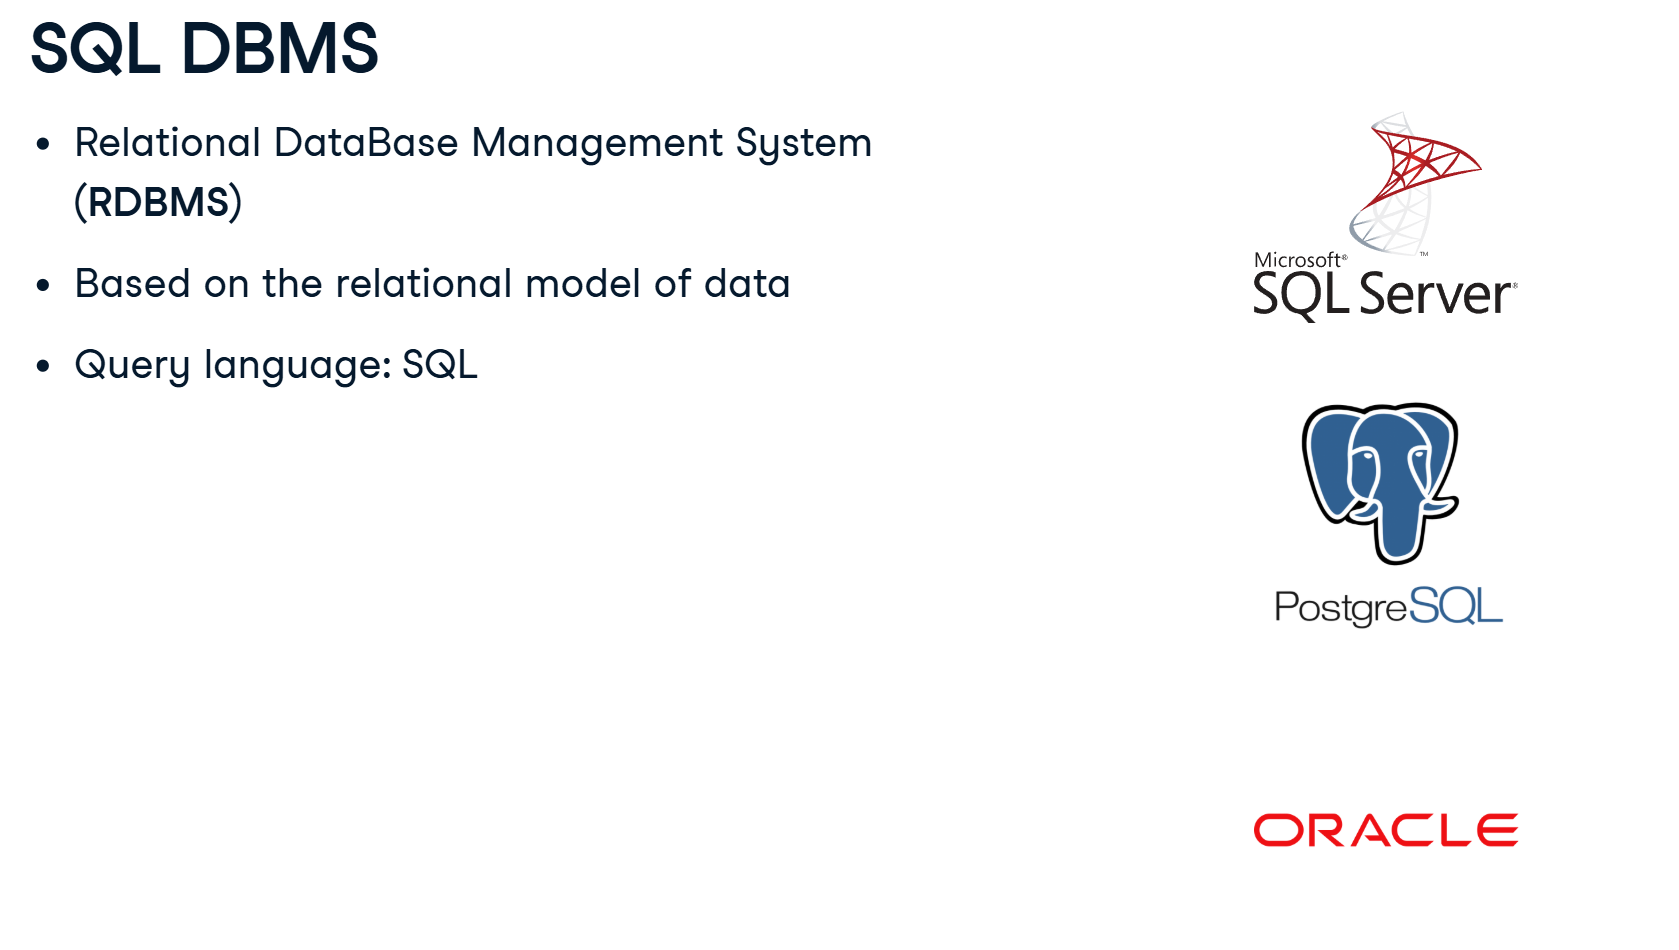 SQL DBMS
• Relational DataBase Management System
(RDBMS)
• Based on the relational model of data
• Query language: SQL
Microsoft®
SQL Server®
™
PostgreSQL
ORACLE